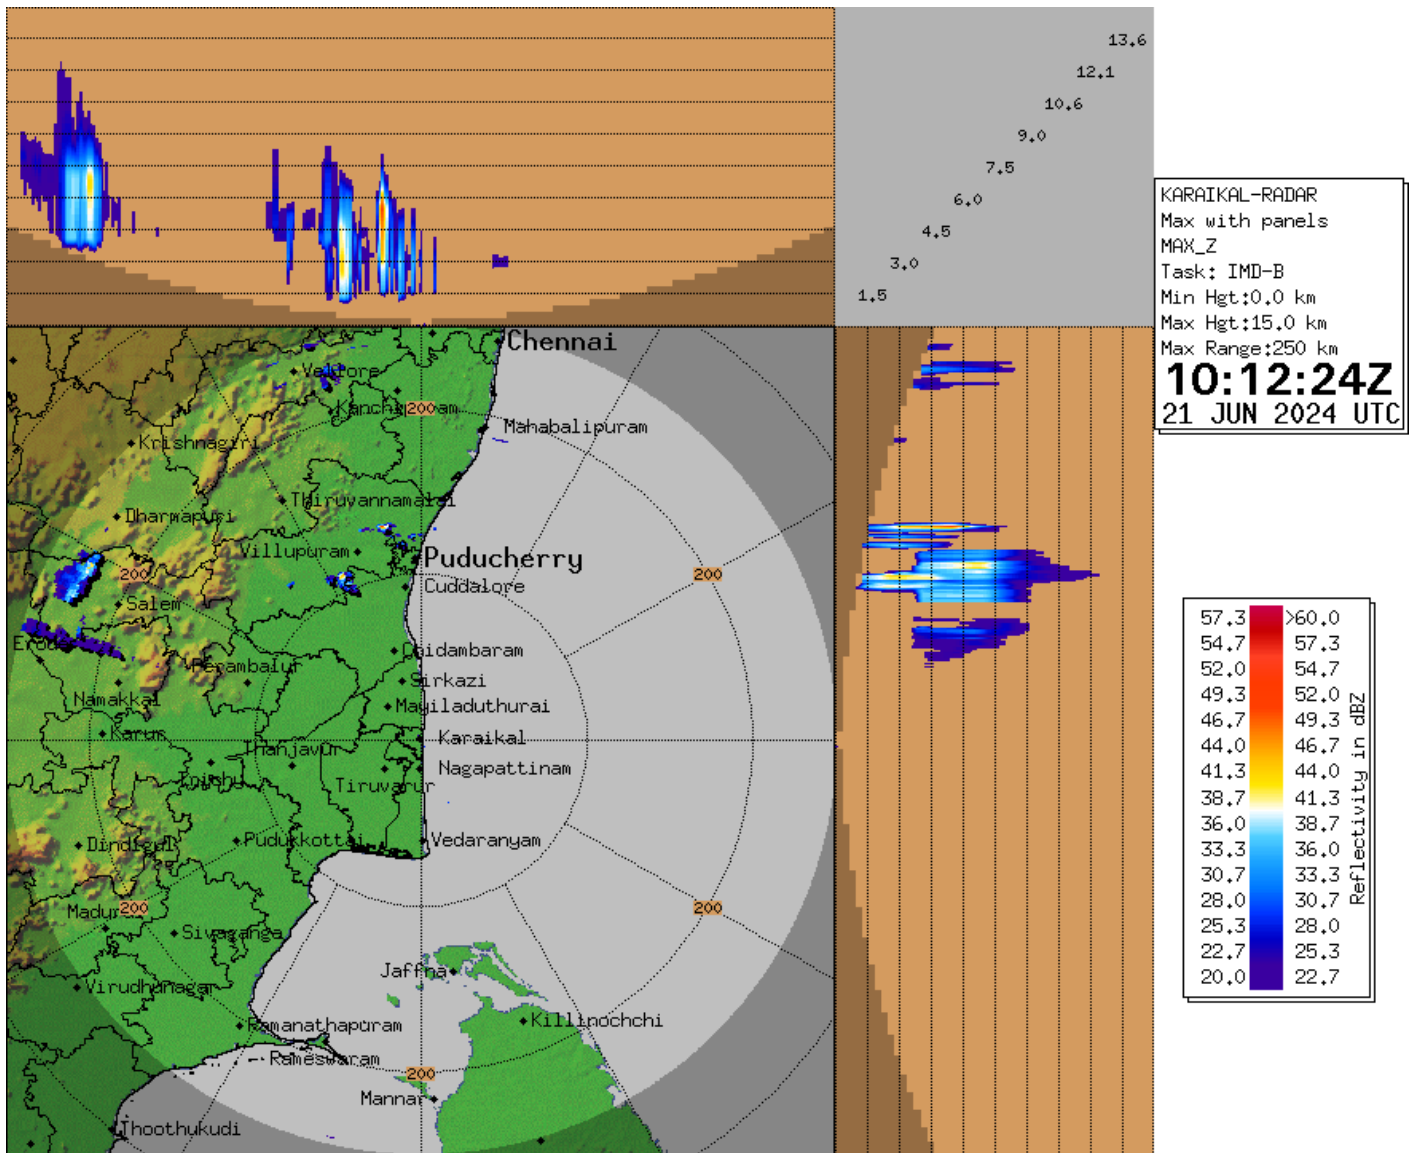 13.6
12.1
10.6
9.0
7.5
6.0
4.5
3.0
1.5
KARAIKAL-RADAR
Max with panels
MAX_Z
Task: IMD-B
Min Hgt:0.0 km
Max Hgt:15.0 km
Max Range:250 km
10:12:24Z
21 JUN 2024 UTC
Chennai
Vellore
200
Mahabalipuram
Krishnagiri
Thiruvannamalai
Dharmapuri
Villupuram
Puducherry
200
200
Cuddalore
Salem
Chidambaram
Perambalur
Sirkazi
Namakkal
Mayiladuthurai
Karur
Karaikal
Thanjavur
Nagapattinam
Tiruvarur
Dindigul
Pudukkottai
Vedaranyam
200
200
Sivaganga
Jaffna
Virudhunagar
Killinochchi
Ramanathapuram
Rameswaram
200
Mannar
Thoothukudi
57.3 >60.0
54.7 57.3
52.0 54.7
49.3 52.0
46.7 49.3
44.0 46.7
41.3 44.0
38.7 41.3
36.0 38.7
33.3 36.0
30.7 33.3
28.0 30.7
25.3 28.0
22.7 25.3
20.0 22.7
Reflectivity in dBZ